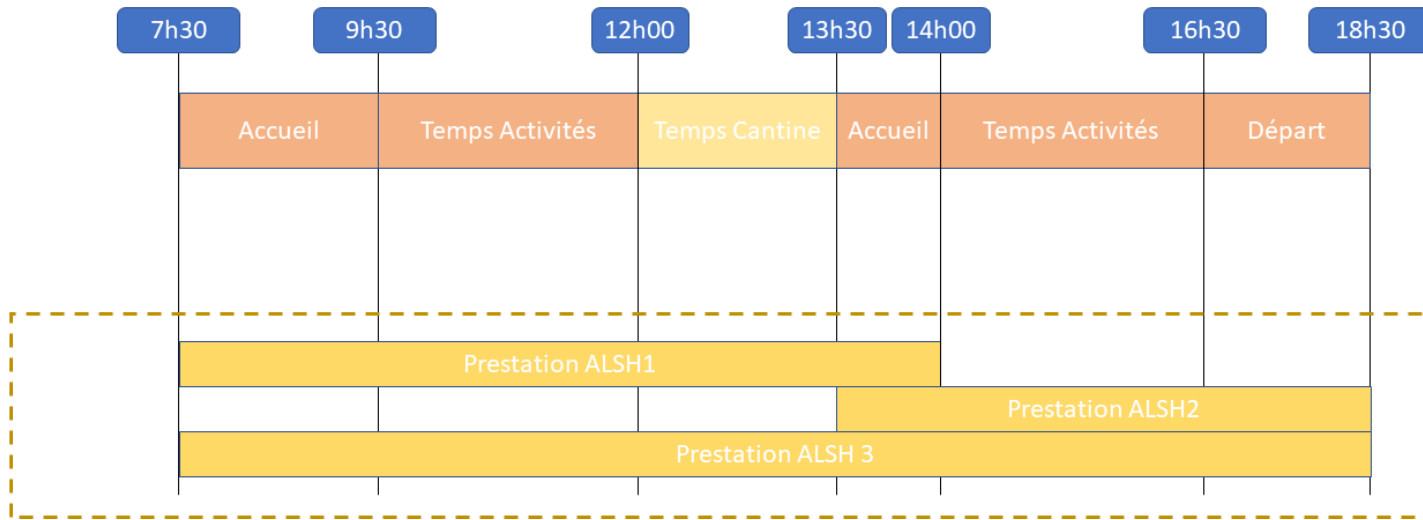 7h30
9h30
12h00
13h30
14h00
16h30
18h30
Accueil
Temps Activités
Temps Cantine
Accueil
Temps Activités
Départ
Prestation ALSH1
Prestation ALSH2
Prestation ALSH 3